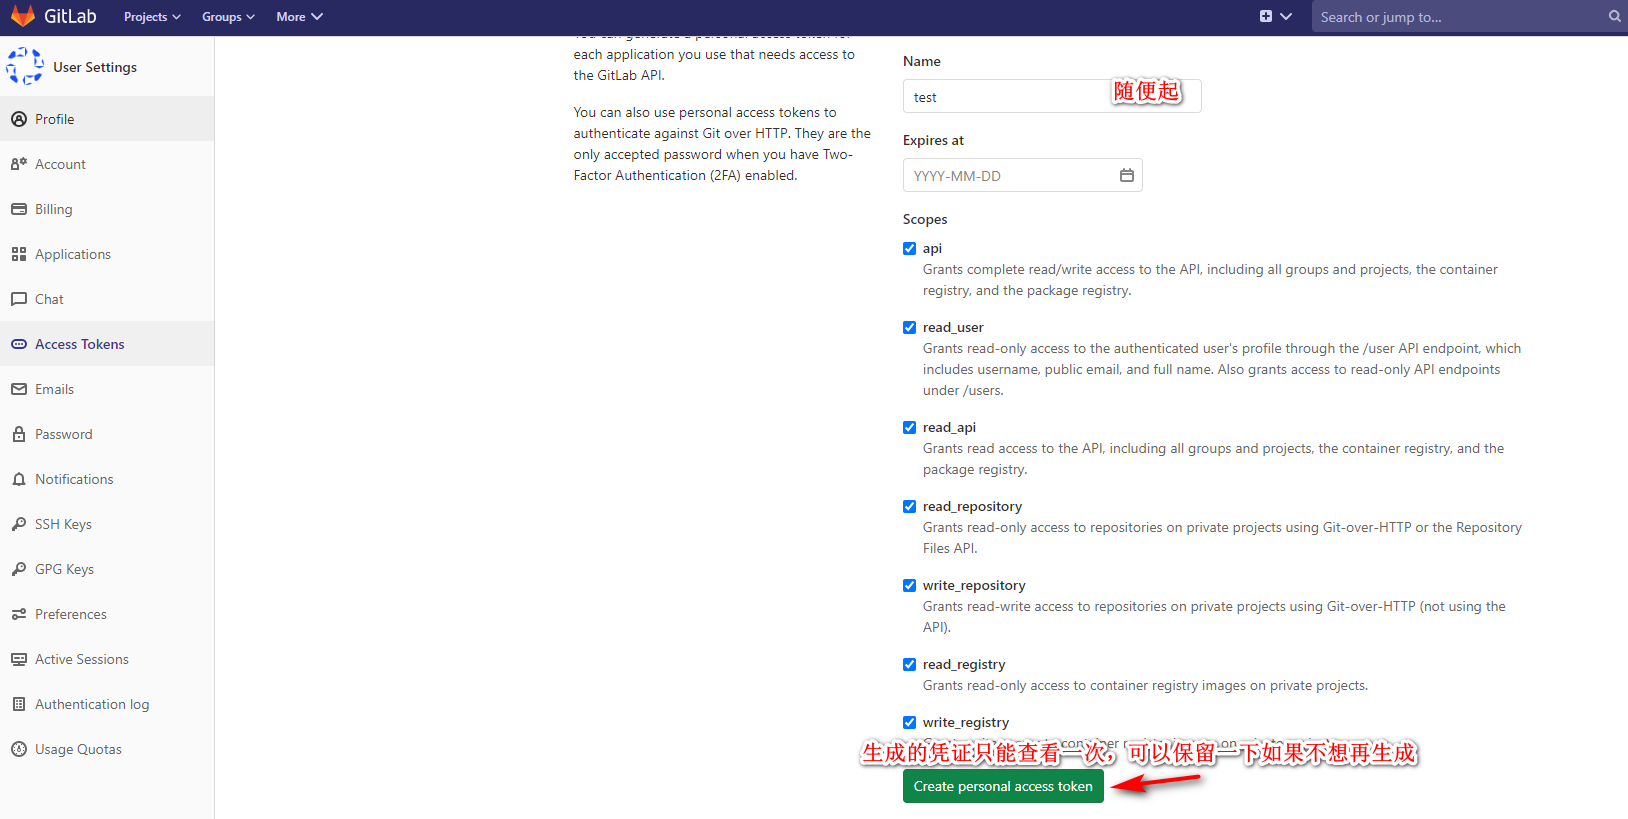 GitLab
Projects
Groups
More
Search or jump to...
User Settings
Profile
Account
Billing
Applications
Chat
Access Tokens
Emails
Password
Notifications
SSH Keys
GPG Keys
Preferences
Active Sessions
Authentication log
Usage Quotas
You can generate a personal access token for
each application you use that needs access to
the GitLab API.
You can also use personal access tokens to
authenticate against Git over HTTP. They are the
only accepted password when you have Two-
Factor Authentication (2FA) enabled.
Name
test
随便起
Expires at
YYYY-MM-DD
Scopes
api
Grants complete read/write access to the API, including all groups and projects, the container
registry, and the package registry.
read_user
Grants read-only access to the authenticated user's profile through the /user API endpoint, which
includes username, public email, and full name. Also grants access to read-only API endpoints
under /users.
read_api
Grants read access to the API, including all groups and projects, the container registry, and the
package registry.
read_repository
Grants read-only access to repositories on private projects using Git-over-HTTP or the Repository
Files API.
write_repository
Grants read-write access to repositories on private projects using Git-over-HTTP (not using the
API).
read_registry
Grants read-only access to container registry images on private projects.
write_registry
生成的凭证只能查看一次，可以保留一下如果不想再生成
Create personal access token